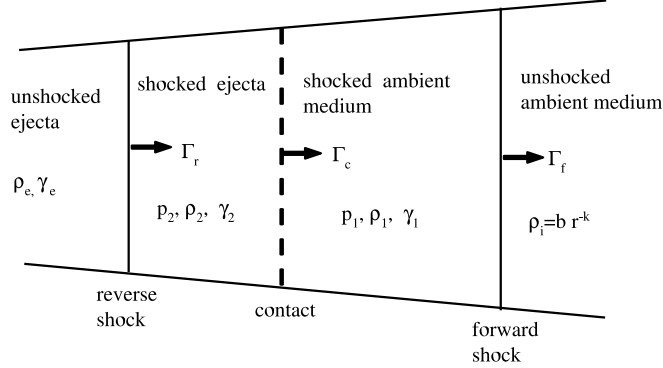 unshocked
ejecta
ρe, γe
shocked ejecta
Γr
p2, ρ2, γ2
shocked ambient
medium
Γc
p1, ρ1, γ1
unshocked
ambient medium
Γf
ρi=b r-k
reverse
shock
contact
forward
shock